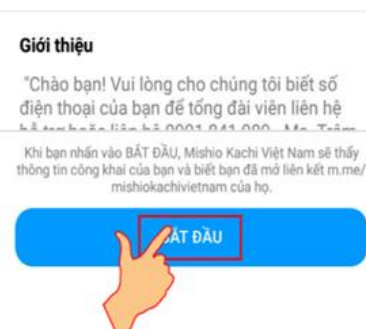 Giới thiệu
"Chào bạn! Vui lòng cho chúng tôi biết số
điện thoại của bạn để tổng đài viên liên hệ
Khi bạn nhấn vào BẮT ĐẦU, Mishio Kachi Việt Nam sẽ thấy
thông tin công khai của bạn và biết bạn đã mở liên kết m.me/
mishiokachivietnam của họ.
BẮT ĐẦU